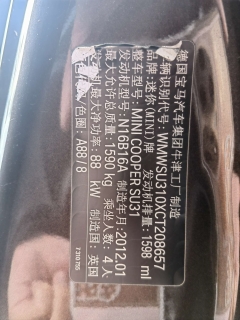 德国宝马汽车集团牛津工厂制造
车辆识别代号: WMWSU310XCT208657
品牌: 迷你(MINI)牌 发动机排量: 1598 ml
整车型号: MINI COOPER SU31
发动机型号: N16B16A 制造年月: 2012.01
最大允许总质量: 1590 kg 乘坐人数: 4人
发动机最大净功率: 88 kW 制造国: 英国
色圈: A88/8
7310765